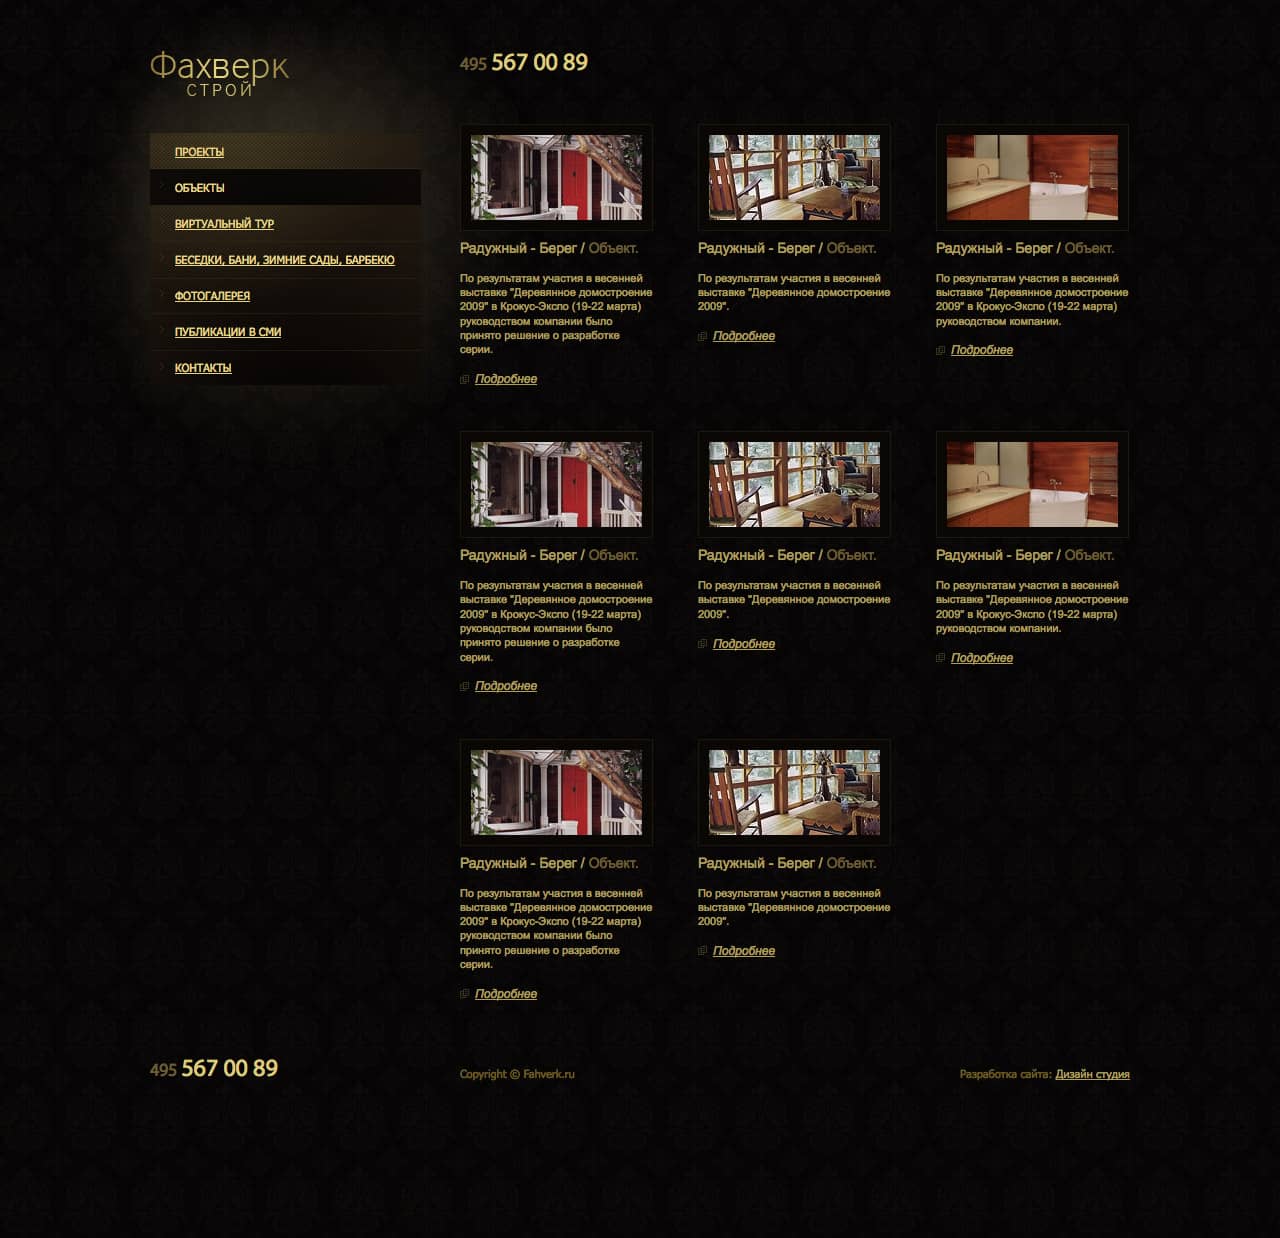 Фахверк
СТРОЙ
495 567 00 89
ПРОЕКТЫ
ОБЪЕКТЫ
ВИРТУАЛЬНЫЙ ТУР
БЕСЕДКИ, БАНИ, ЗИМНИЕ САДЫ, БАРБЕКЮ
ФОТОГАЛЕРЕЯ
ПУБЛИКАЦИИ В СМИ
КОНТАКТЫ
Радужный - Берег / Объект.
По результатам участия в весенней
выставке "Деревянное домостроение
2009" в Крокус-Экспо (19-22 марта)
руководством компании было
принято решение о разработке
серии.
Подробнее
Радужный - Берег / Объект.
По результатам участия в весенней
выставке "Деревянное домостроение
2009".
Подробнее
Радужный - Берег / Объект.
По результатам участия в весенней
выставке "Деревянное домостроение
2009" в Крокус-Экспо (19-22 марта)
руководством компании.
Подробнее
Радужный - Берег / Объект.
По результатам участия в весенней
выставке "Деревянное домостроение
2009" в Крокус-Экспо (19-22 марта)
руководством компании было
принято решение о разработке
серии.
Подробнее
Радужный - Берег / Объект.
По результатам участия в весенней
выставке "Деревянное домостроение
2009".
Подробнее
Радужный - Берег / Объект.
По результатам участия в весенней
выставке "Деревянное домостроение
2009" в Крокус-Экспо (19-22 марта)
руководством компании.
Подробнее
Радужный - Берег / Объект.
По результатам участия в весенней
выставке "Деревянное домостроение
2009" в Крокус-Экспо (19-22 марта)
руководством компании было
принято решение о разработке
серии.
Подробнее
Радужный - Берег / Объект.
По результатам участия в весенней
выставке "Деревянное домостроение
2009".
Подробнее
495 567 00 89
Copyright © Fahverk.ru
Разработка сайта: Дизайн студия